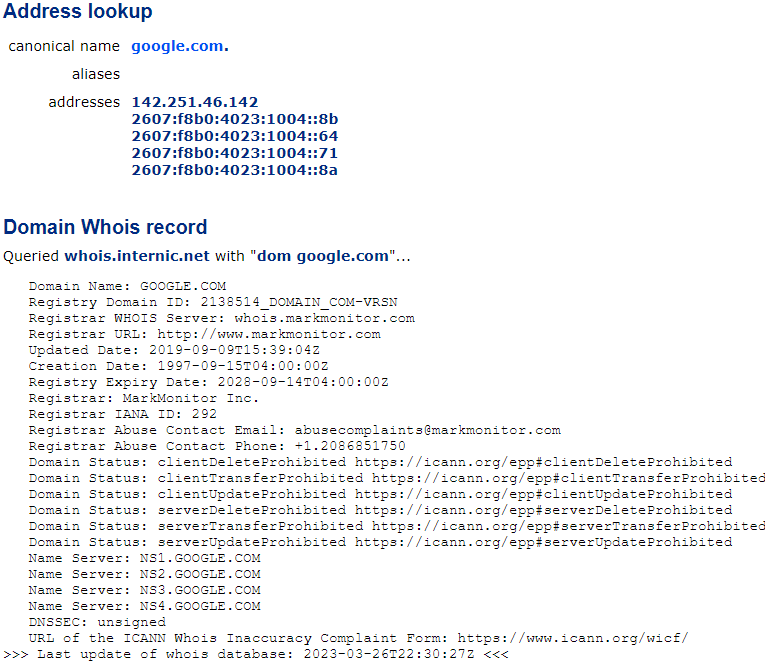 Address lookup
canonical name google.com.
aliases
addresses 142.251.46.142
2607:f8b0:4023:1004::8b
2607:f8b0:4023:1004::64
2607:f8b0:4023:1004::71
2607:f8b0:4023:1004::8a
Domain Whois record
Queried whois.internic.net with "dom google.com"...
Domain Name: GOOGLE.COM
Registry Domain ID: 2138514_DOMAIN_COM-VRSN
Registrar WHOIS Server: whois.markmonitor.com
Registrar URL: http://www.markmonitor.com
Updated Date: 2019-09-09T15:39:04Z
Creation Date: 1997-09-15T04:00:00Z
Registry Expiry Date: 2028-09-14T04:00:00Z
Registrar: MarkMonitor Inc.
Registrar IANA ID: 292
Registrar Abuse Contact Email: abusecomplaints@markmonitor.com
Registrar Abuse Contact Phone: +1.2086851750
Domain Status: clientDeleteProhibited https://icann.org/epp#clientDeleteProhibited
Domain Status: clientTransferProhibited https://icann.org/epp#clientTransferProhibited
Domain Status: clientUpdateProhibited https://icann.org/epp#clientUpdateProhibited
Domain Status: serverDeleteProhibited https://icann.org/epp#serverDeleteProhibited
Domain Status: serverTransferProhibited https://icann.org/epp#serverTransferProhibited
Domain Status: serverUpdateProhibited https://icann.org/epp#serverUpdateProhibited
Name Server: NS1.GOOGLE.COM
Name Server: NS2.GOOGLE.COM
Name Server: NS3.GOOGLE.COM
Name Server: NS4.GOOGLE.COM
DNSSEC: unsigned
URL of the ICANN Whois Inaccuracy Complaint Form: https://www.icann.org/wicf/
>>> Last update of whois database: 2023-03-26T22:30:27Z <<<